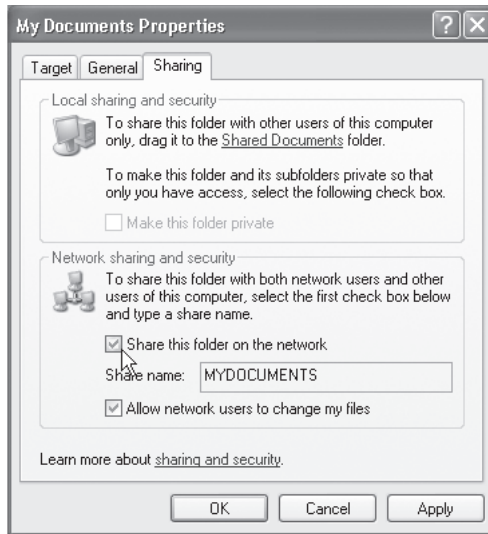 My Documents Properties
Target General Sharing
Local sharing and security
To share this folder with other users of this computer
only, drag it to the Shared Documents folder.
To make this folder and its subfolders private so that
only you have access, select the following check box.
Make this folder private
Network sharing and security
To share this folder with both network users and other
users of this computer, select the first check box below
and type a share name.
Share this folder on the network
Share name: MYDOCUMENTS
Allow network users to change my files
Learn more about sharing and security.
OK Cancel Apply